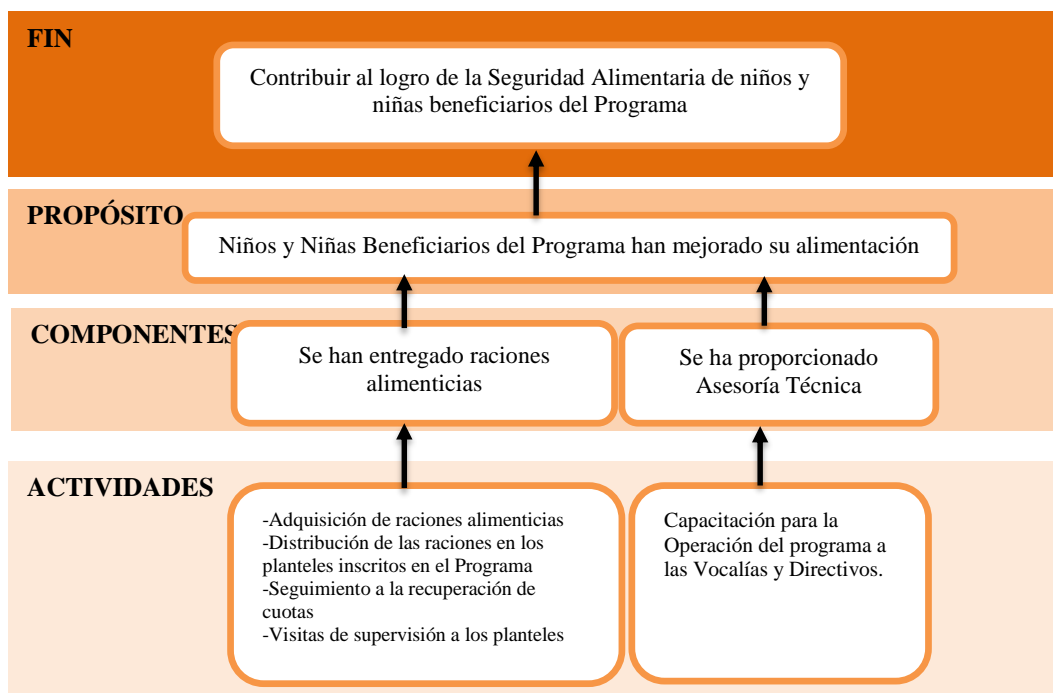 FIN
Contribuir al logro de la Seguridad Alimentaria de niños y
niñas beneficiarios del Programa
PROPÓSITO
Niños y Niñas Beneficiarios del Programa han mejorado su alimentación
COMPONENTES
Se han entregado raciones
alimenticias
Se ha proporcionado
Asesoría Técnica
ACTIVIDADES
-Adquisición de raciones alimenticias
-Distribución de las raciones en los
planteles inscritos en el Programa
-Seguimiento a la recuperación de
cuotas
-Visitas de supervisión a los planteles
Capacitación para la
Operación del programa a
las Vocalías y Directivos.